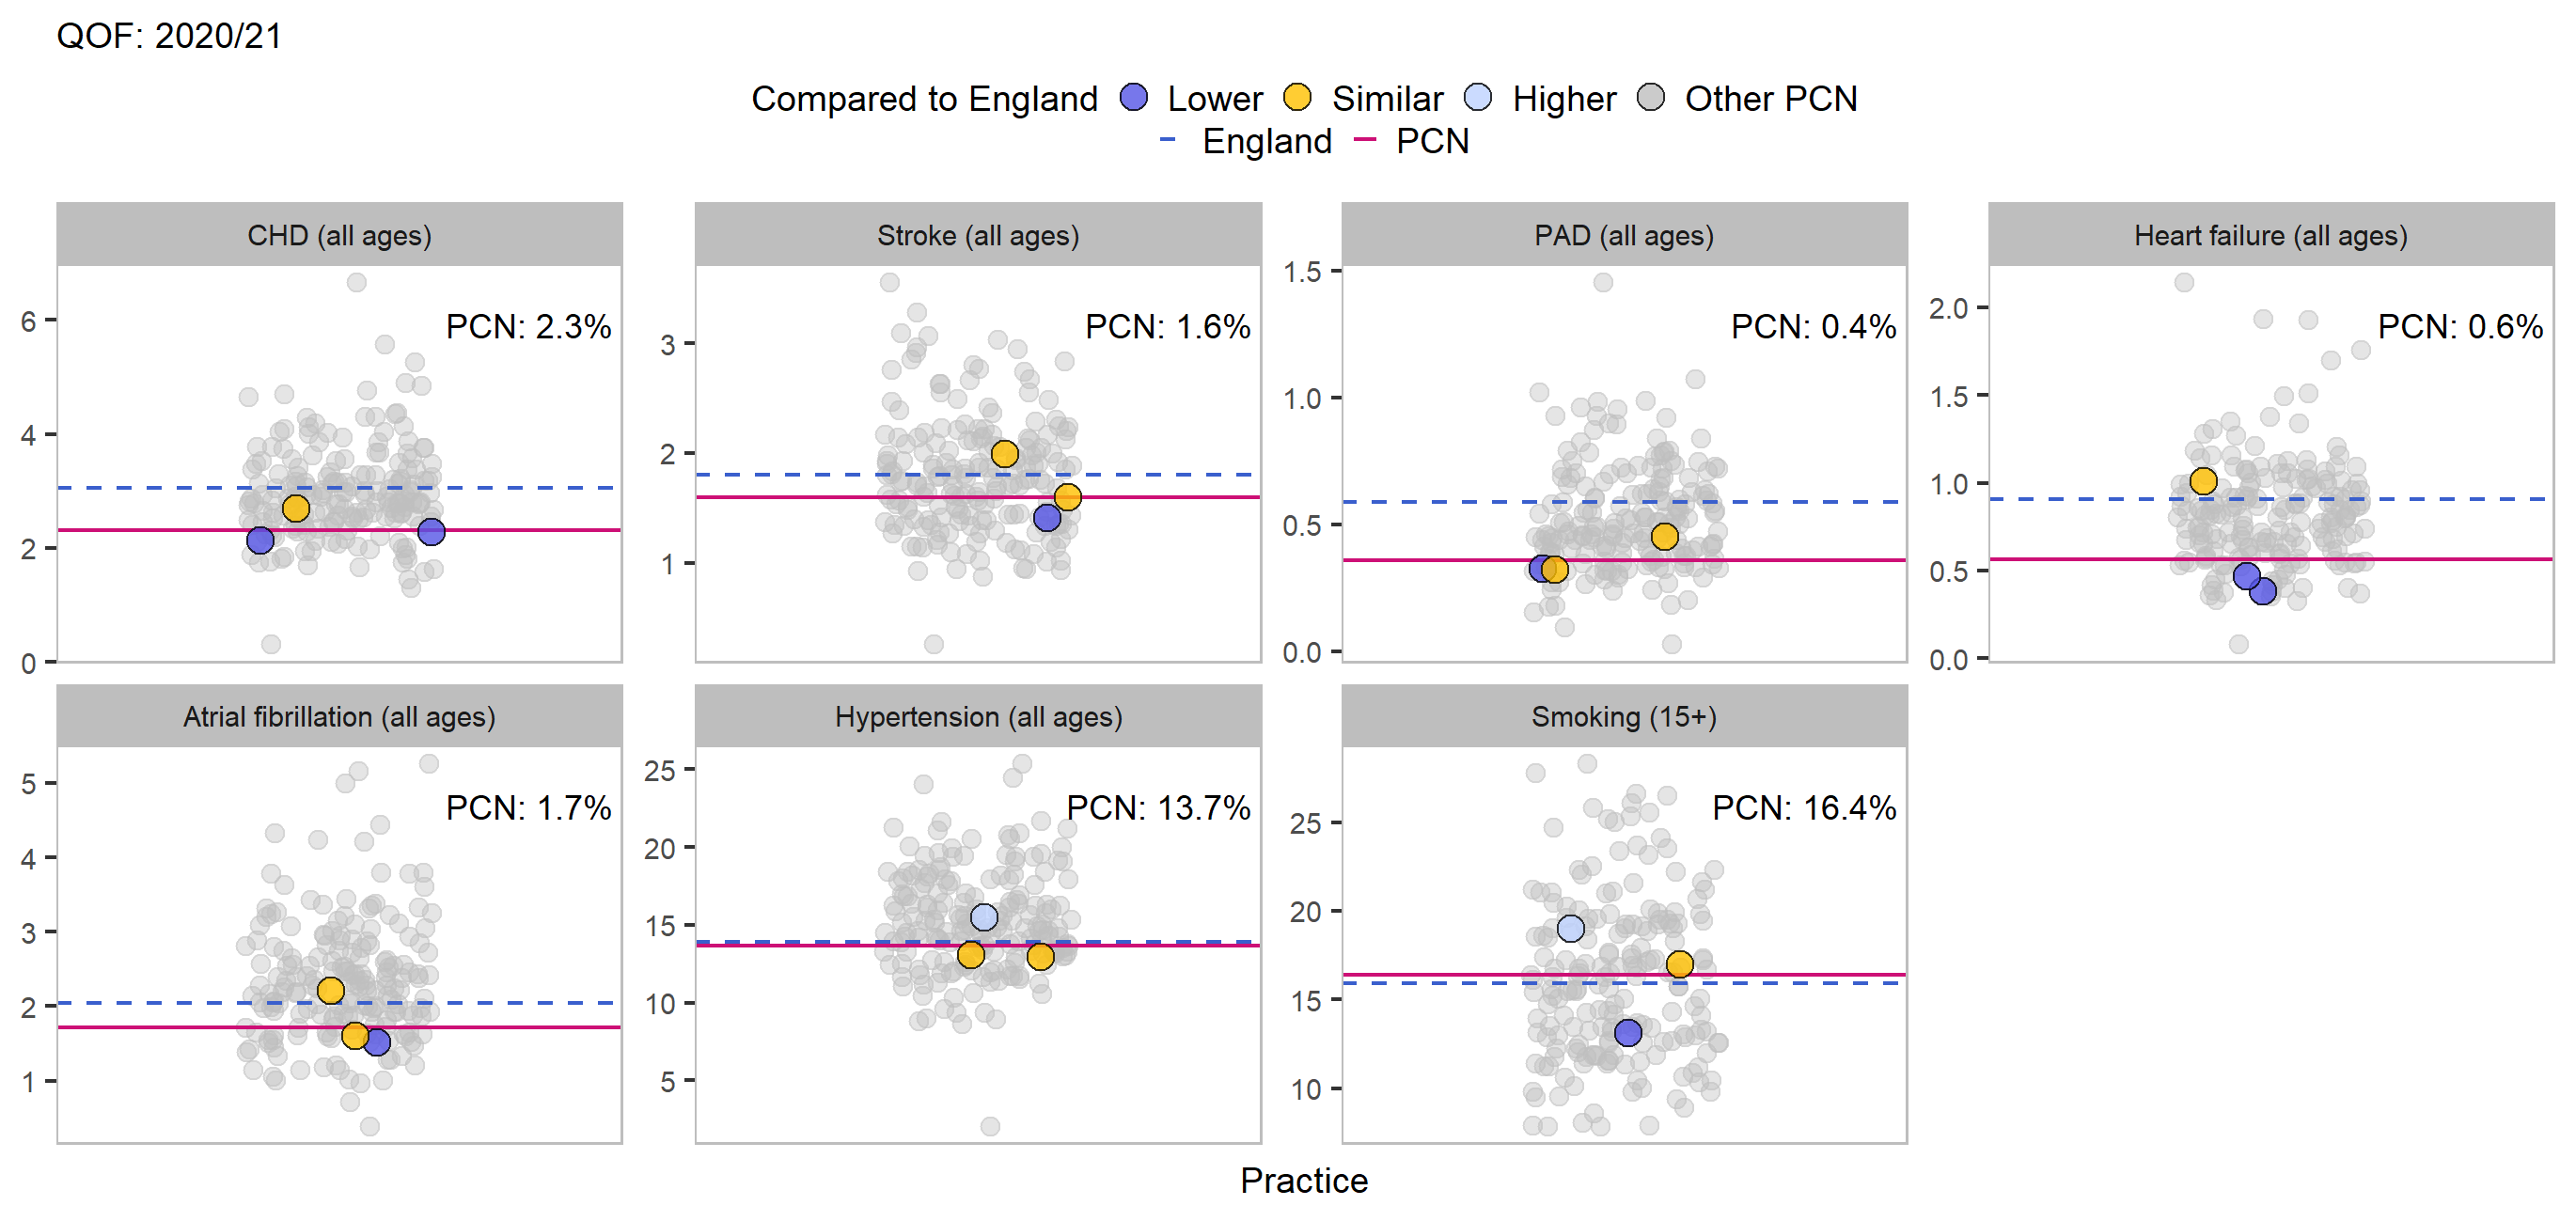 QOF: 2020/21
Compared to England Lower Similar Higher Other PCN
England PCN
CHD (all ages)
PCN: 2.3%
6
4
2
0
Stroke (all ages)
PCN: 1.6%
3
2
1
PAD (all ages)
PCN: 0.4%
1.5
1.0
0.5
0.0
Heart failure (all ages)
PCN: 0.6%
2.0
1.5
1.0
0.5
0.0
Atrial fibrillation (all ages)
PCN: 1.7%
5
4
3
2
1
Hypertension (all ages)
PCN: 13.7%
25
20
15
10
5
Smoking (15+)
PCN: 16.4%
25
20
15
10
Practice